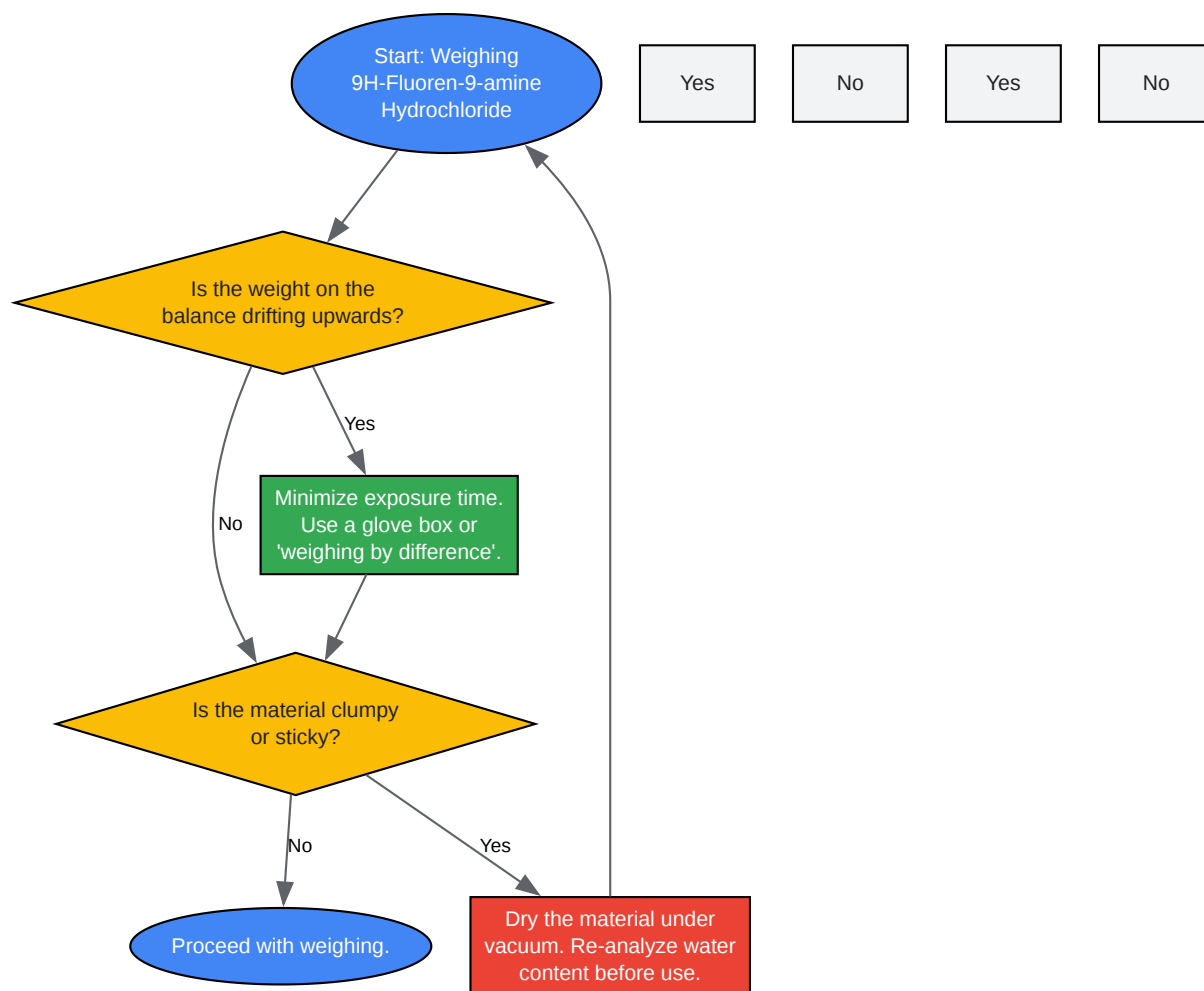 Start: Weighing
9H-Fluoren-9-amine
Hydrochloride
Yes
No
Yes
No
Is the weight on the
balance drifting upwards?
Yes
No
Minimize exposure time.
Use a glove box or
'weighing by difference'.
Is the material clumpy
or sticky?
No
Yes
Proceed with weighing.
Dry the material under
vacuum. Re-analyze water
content before use.